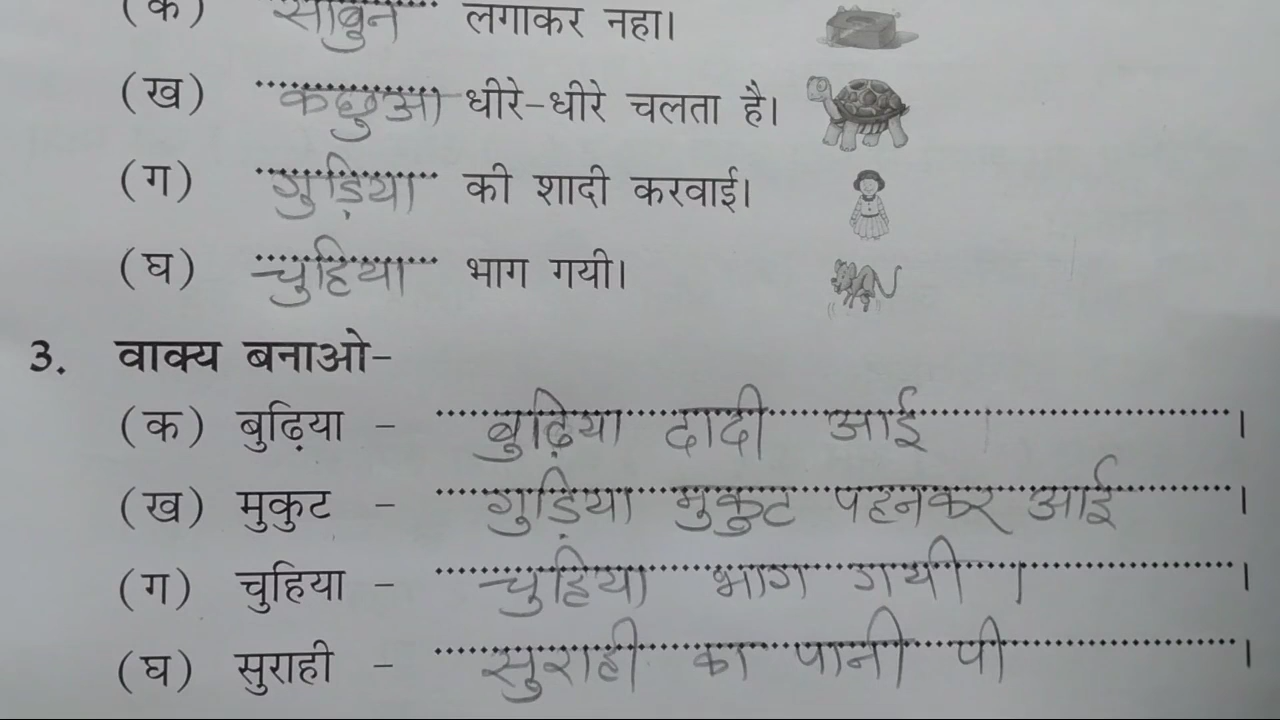 (क) साबुन लगाकर नहा।
(ख) कछुआ धीरे-धीरे चलता है।
(ग) गुड़िया की शादी करवाई।
(घ) चुहिया भाग गयी।
3. वाक्य बनाओ-
(क) बुढ़िया - बुढ़िया दादी आई ।
(ख) मुकुट - गुड़िया मुकुट पहनकर आई ।
(ग) चुहिया - चुहिया भाग गयी । ।
(घ) सुराही - सुराही का पानी पी ।